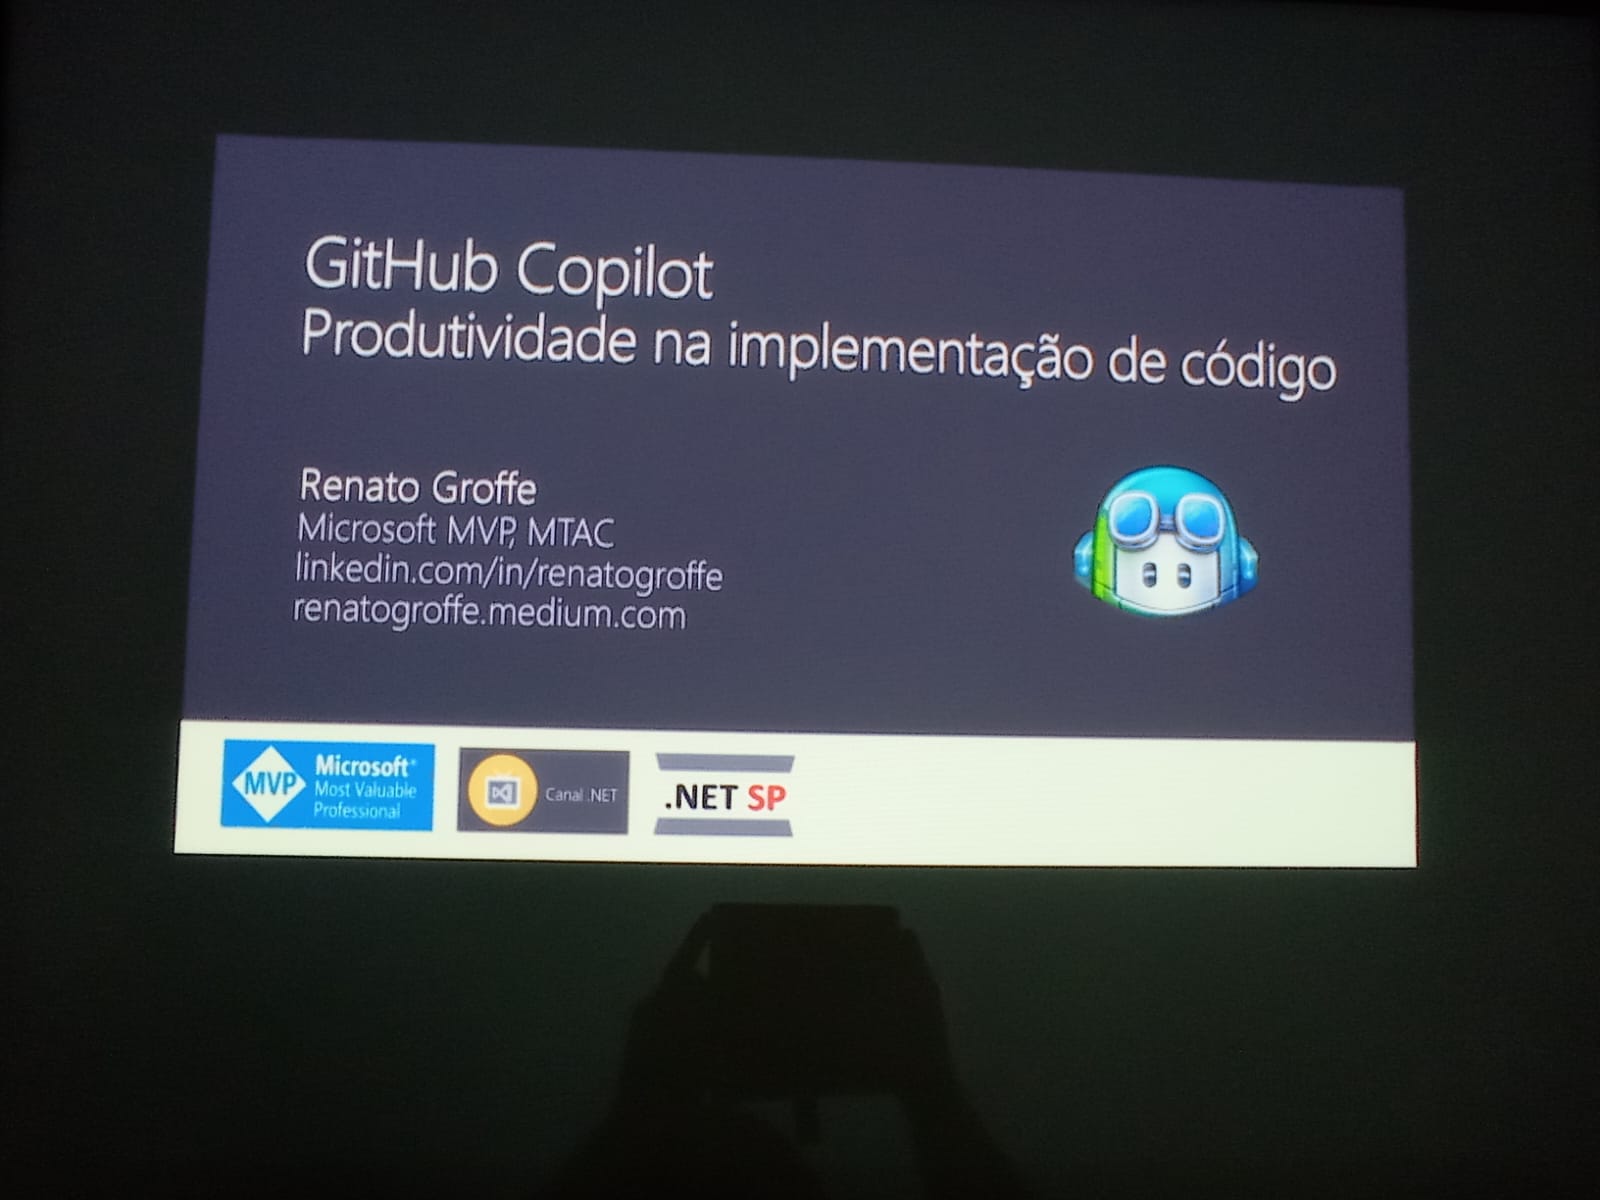 GitHub Copilot
Produtividade na implementação de código
Renato Groffe
Microsoft MVP, MTAC
linkedin.com/in/renatogroffe
renatogroffe.medium.com
MVP
Microsoft®
Most Valuable
Professional
Canal .NET
.NET SP